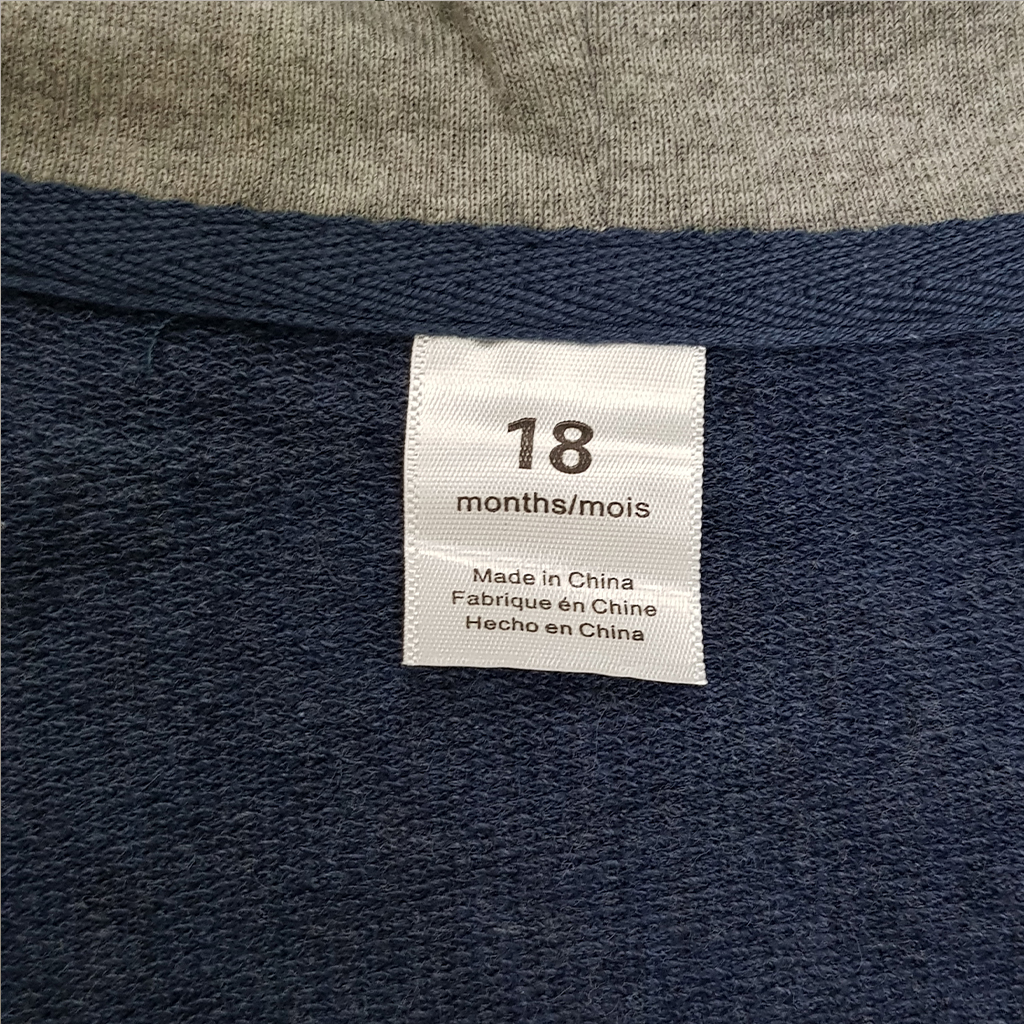 18
months/mois
Made in China
Fabrique én Chine
Hecho en China